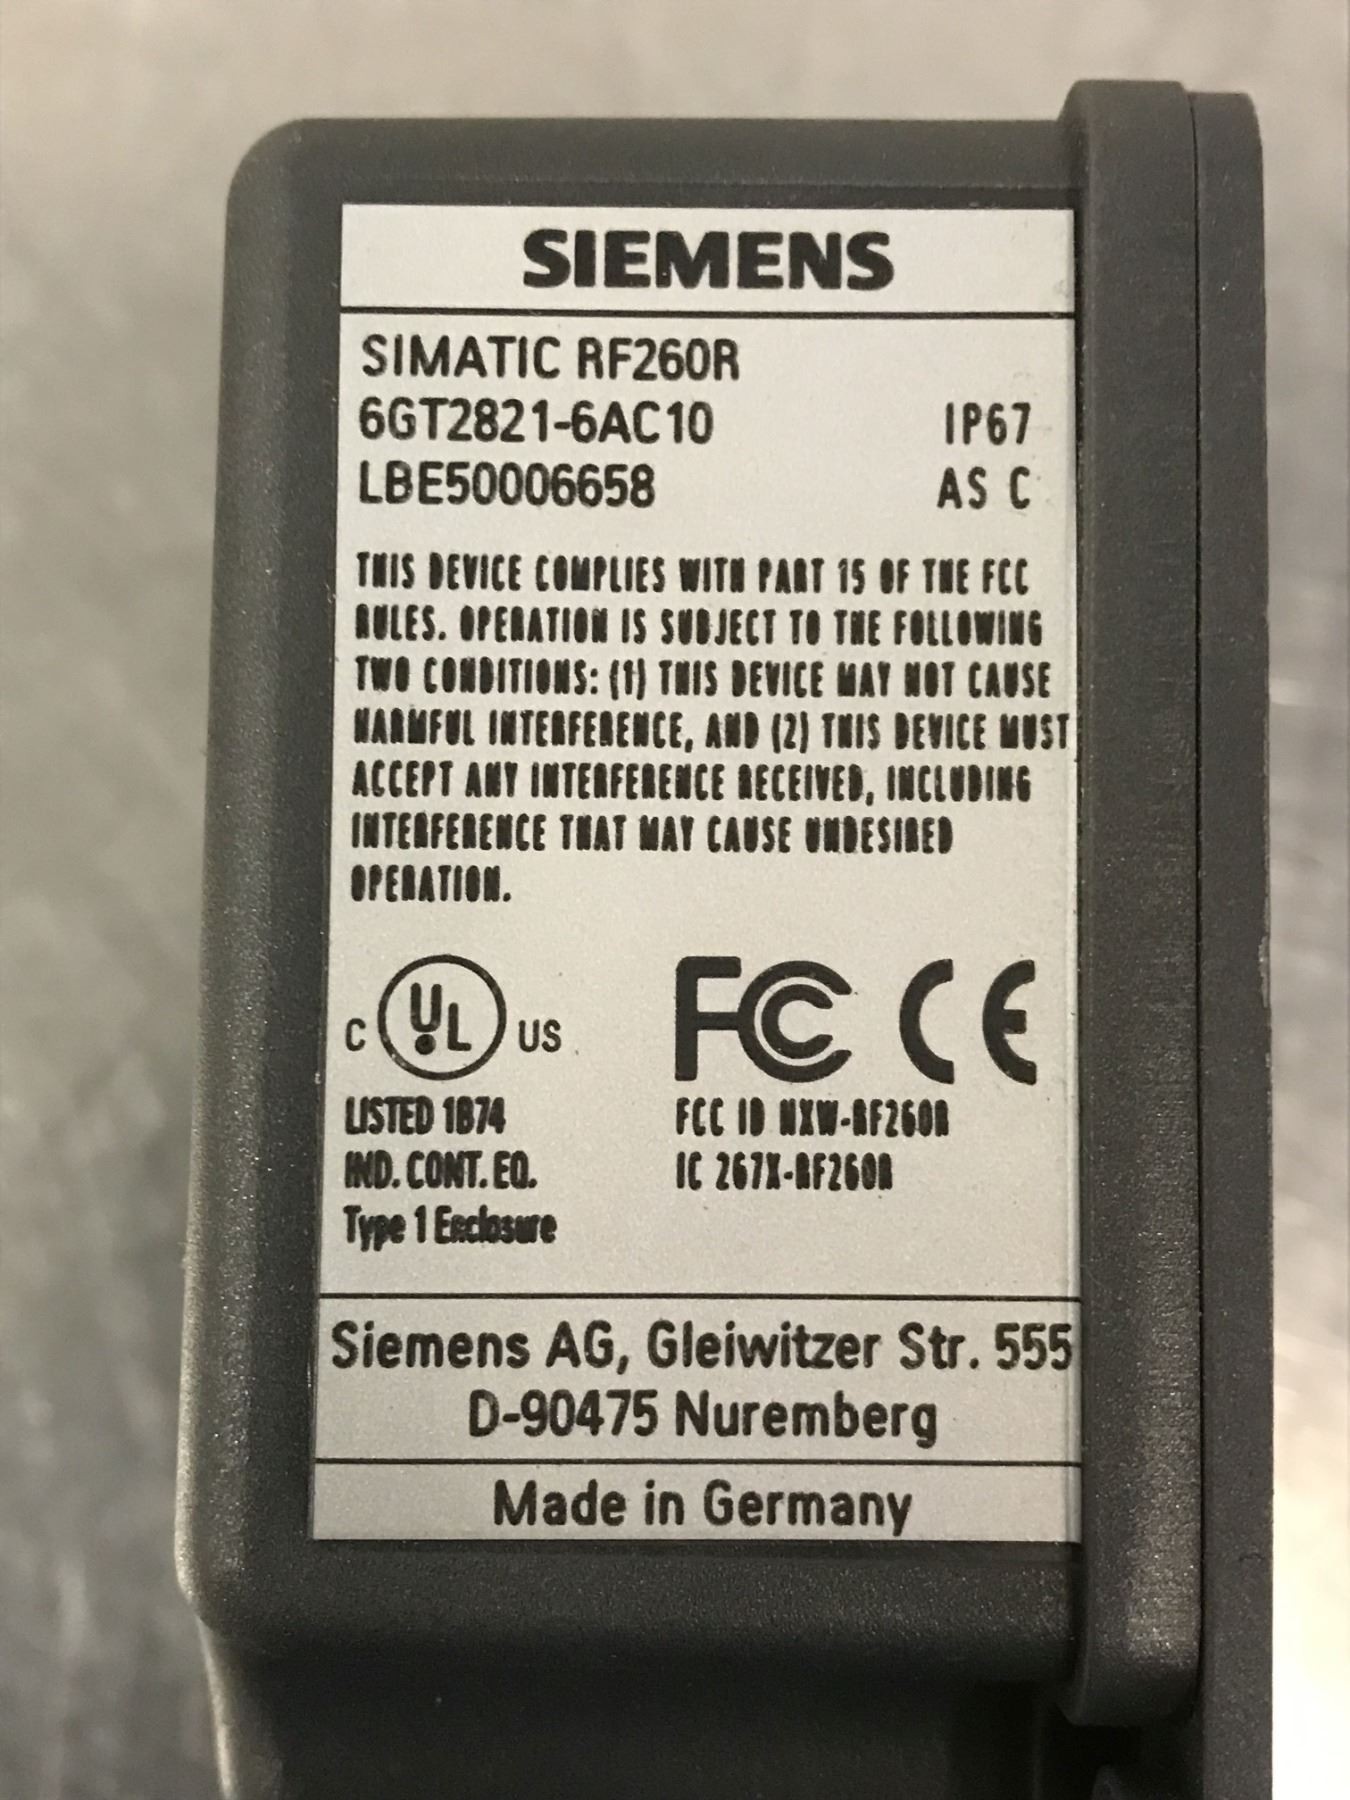 SIEMENS
SIMATIC RF260R
6GT2821-6AC10 IP67
LBE50006658 AS C
THIS DEVICE COMPLIES WITH PART 15 OF THE FCC
RULES. OPERATION IS SUBJECT TO THE FOLLOWING
TWO CONDITIONS: (1) THIS DEVICE MAY NOT CAUSE
HARMFUL INTERFERENCE, AND (2) THIS DEVICE MUST
ACCEPT ANY INTERFERENCE RECEIVED, INCLUDING
INTERFERENCE THAT MAY CAUSE UNDESIRED
OPERATION.
C UL US FC CE
LISTED 1B74 FCC ID NXW-RF260R
IND. CONT. EQ. IC 267X-RF260R
Type 1 Enclosure
Siemens AG, Gleiwitzer Str. 555
D-90475 Nuremberg
Made in Germany